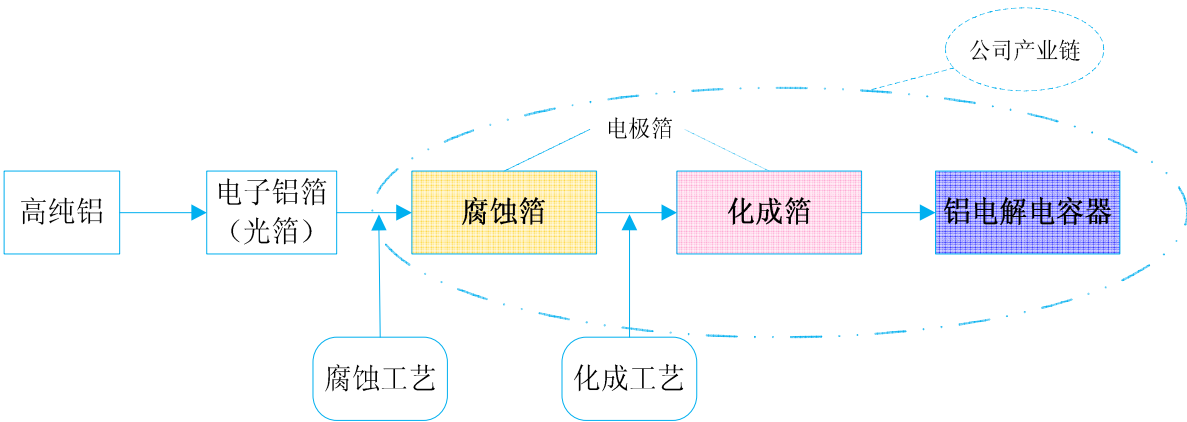 公司产业链
电极箔
高纯铝
电子铝箔
（光箔）
腐蚀箔
化成箔
铝电解电容器
腐蚀工艺
化成工艺